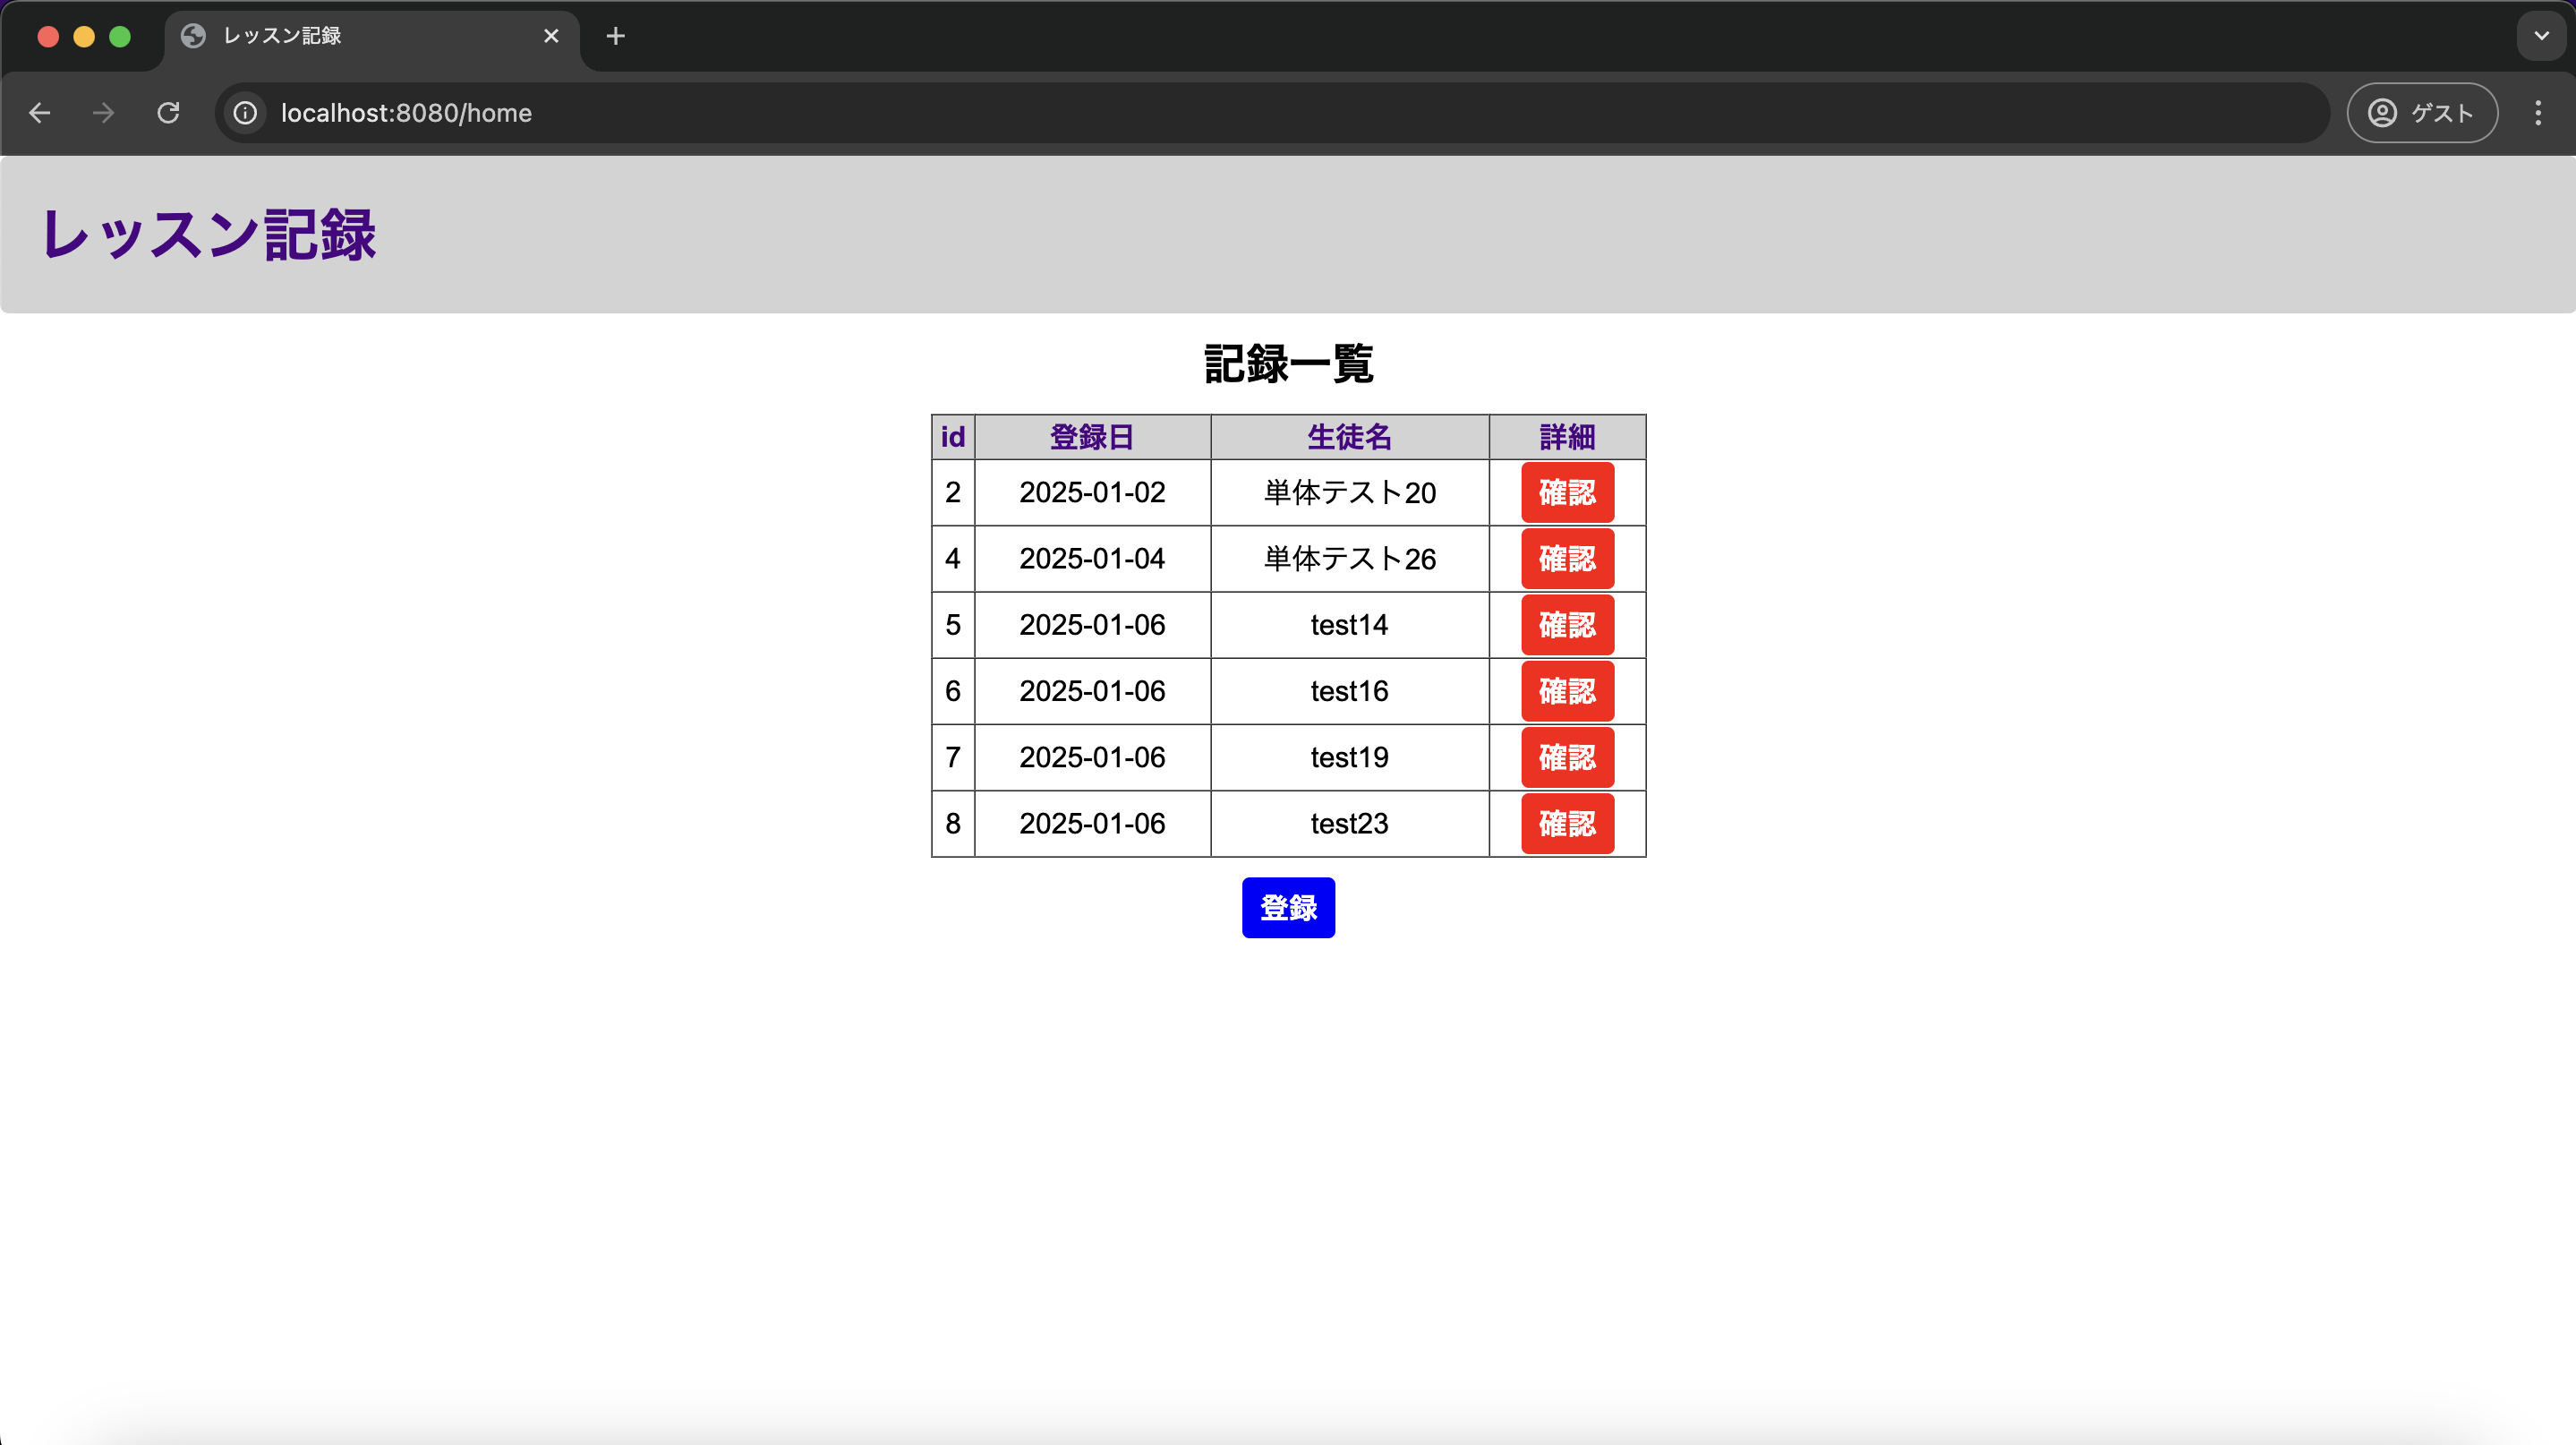 レッスン記録
localhost:8080/home
ゲスト
レッスン記録
記録一覧
id 登録日 生徒名 詳細
2 2025-01-02 単体テスト20 確認
4 2025-01-04 単体テスト26 確認
5 2025-01-06 test14 確認
6 2025-01-06 test16 確認
7 2025-01-06 test19 確認
8 2025-01-06 test23 確認
登録